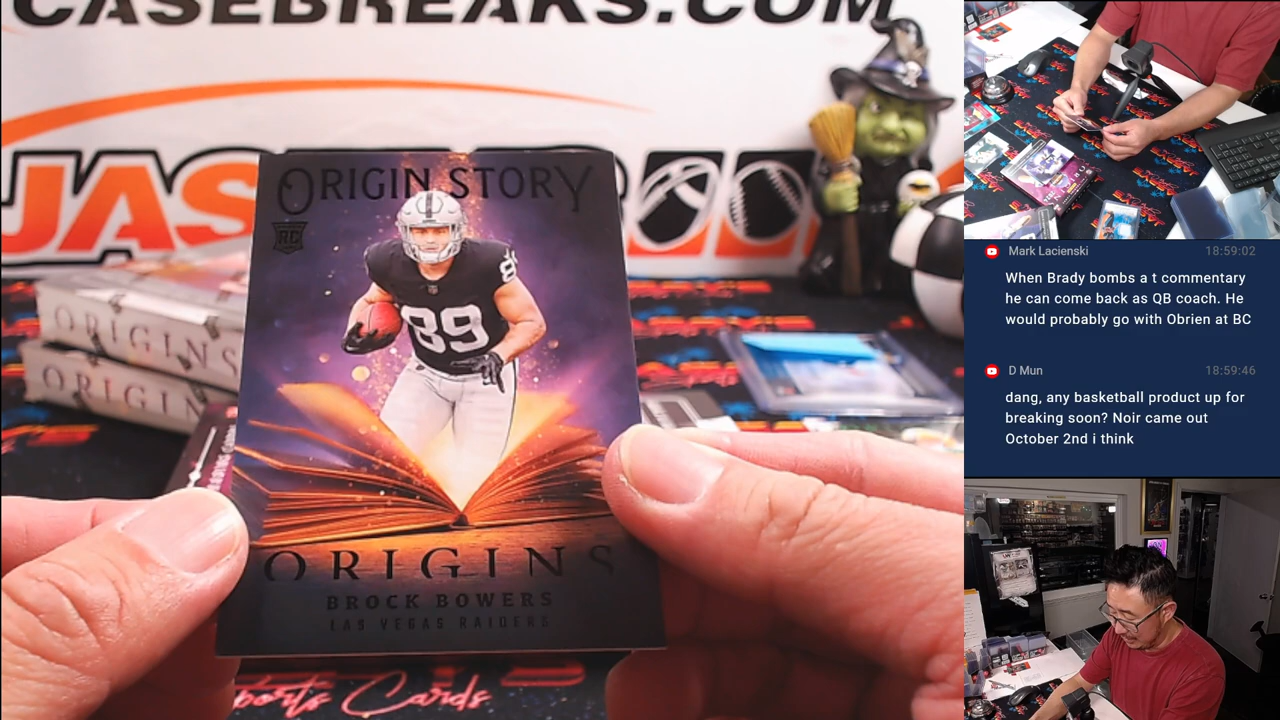 CASEBREAKS.COM
JAS
ORIGIN STORY
RC
89
8
ORIGINS
ORIGINS
ORIGINS
BROCK BOWERS
LAS VEGAS RAIDERS
Sports Cards
Mark Lacienski 18:59:02
When Brady bombs a t commentary
he can come back as QB coach. He
would probably go with Obrien at BC
D Mun 18:59:46
dang, any basketball product up for
breaking soon? Noir came out
October 2nd i think